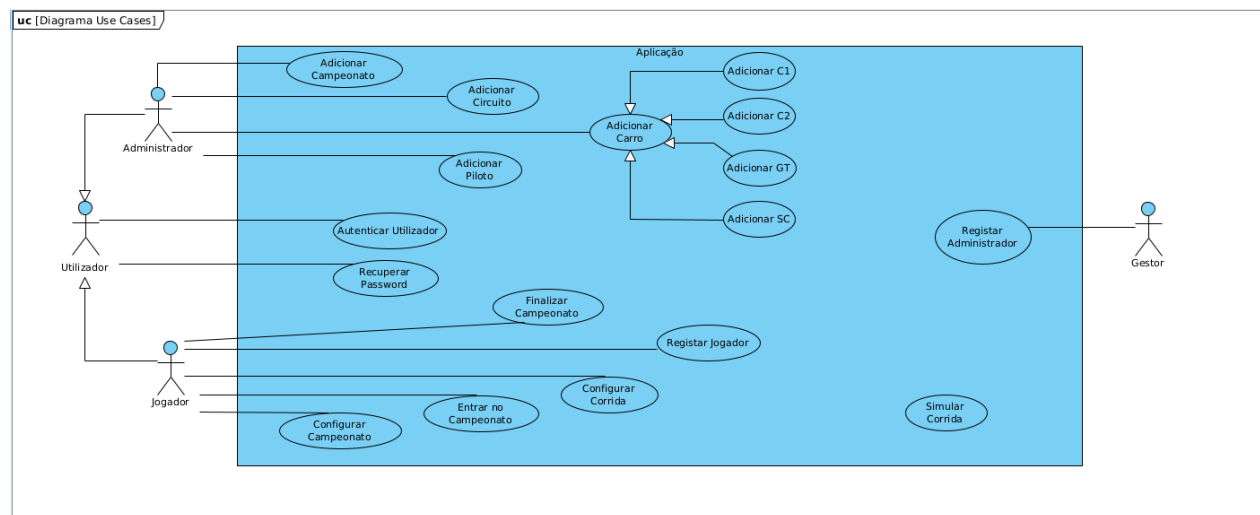 uc [Diagrama Use Cases]
Aplicação
Adicionar
Campeonato
Adicionar C1
Adicionar
Circuito
Adicionar C2
Adicionar
Carro
Administrador
Adicionar
Piloto
Adicionar GT
Adicionar SC
Autenticar Utilizador
Registar
Administrador
Utilizador
Gestor
Recuperar
Password
Finalizar
Campeonato
Registar Jogador
Jogador
Configurar
Corrida
Entrar no
Campeonato
Simular
Corrida
Configurar
Campeonato